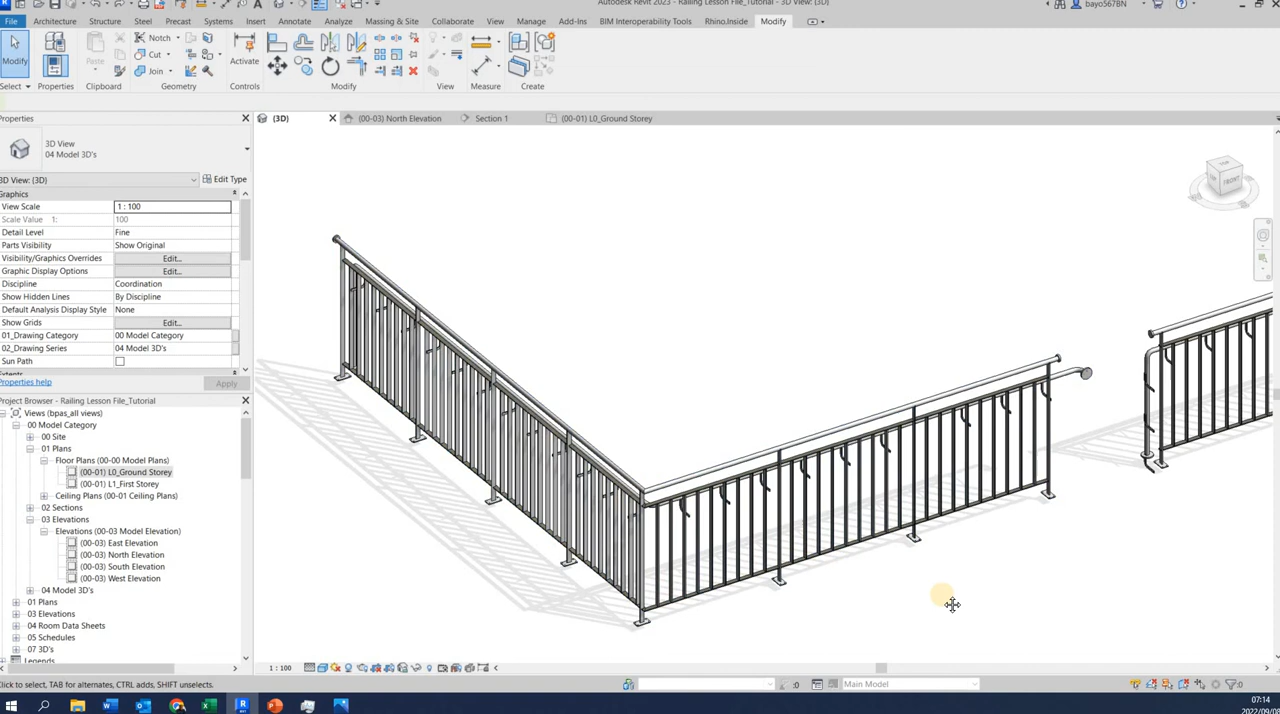 Autodesk Revit 2023 - Railing Lesson File_Tutorial - 3D View: (3D)
bayo567BN
File Architecture Structure Steel Precast Systems Insert Annotate Analyze Massing & Site Collaborate View Manage Add-Ins BIM Interoperability Tools Rhino.Inside Modify
Notch
Cut
Join
Modify Properties Paste Activate
Select Clipboard Geometry Controls Modify View Measure Create
Properties
(3D) (00-03) North Elevation Section 1 (00-01) L0_Ground Storey
3D View
04 Model 3D's
3D View: (3D) Edit Type
Graphics
View Scale 1 : 100
Scale Value 1: 100
Detail Level Fine
Parts Visibility Show Original
Visibility/Graphics Overrides Edit...
Graphic Display Options Edit...
Discipline Coordination
Show Hidden Lines By Discipline
Default Analysis Display Style None
Show Grids Edit...
01_Drawing Category 00 Model Category
02_Drawing Series 04 Model 3D's
Sun Path
Properties help Apply
Project Browser - Railing Lesson File_Tutorial
Views (bpas_all views)
00 Model Category
00 Site
01 Plans
Floor Plans (00-00 Model Plans)
(00-01) L0_Ground Storey
(00-01) L1_First Storey
Ceiling Plans (00-01 Ceiling Plans)
02 Sections
03 Elevations
Elevations (00-03 Model Elevation)
(00-03) East Elevation
(00-03) North Elevation
(00-03) South Elevation
(00-03) West Elevation
04 Model 3D's
01 Plans
03 Elevations
04 Room Data Sheets
05 Schedules
07 3D's
Legends
TOP
FRONT
1 : 100
Click to select, TAB for alternates, CTRL adds, SHIFT unselects.
:0 Main Model :0
07:14